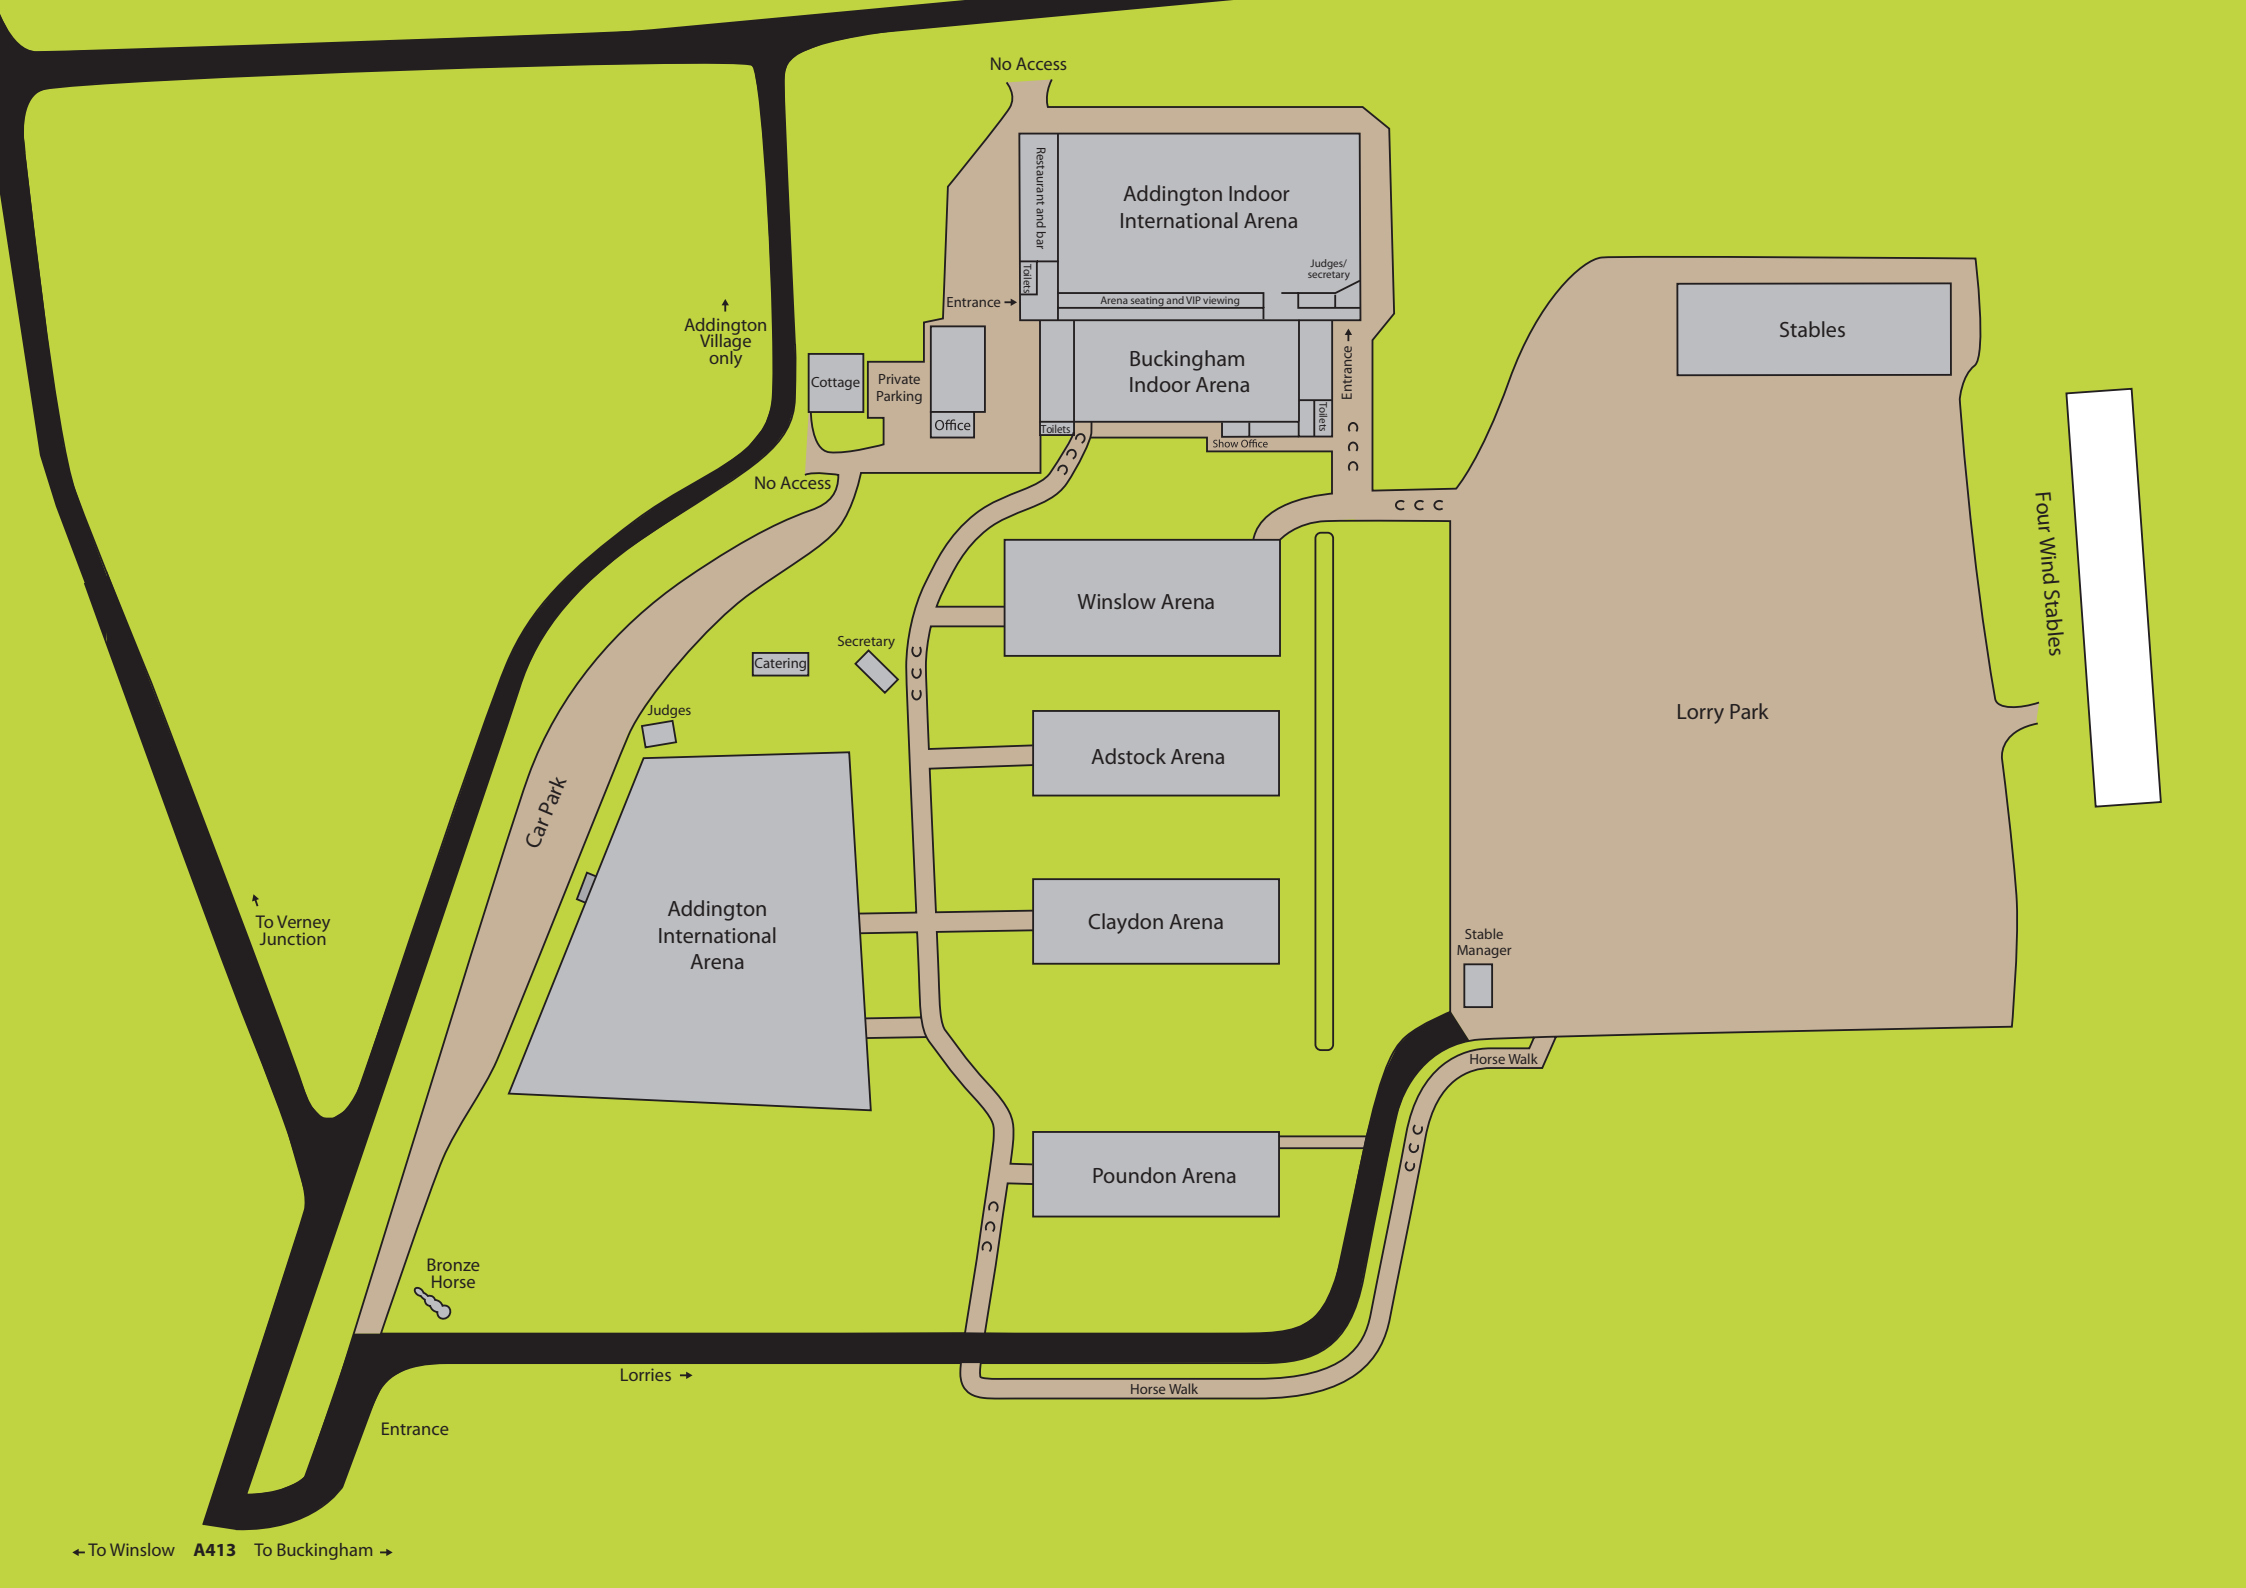 No Access
Restaurant and bar
Addington Indoor
International Arena
Judges/
secretary
Toilets
Entrance
Arena seating and VIP viewing
Addington
Village
only
Stables
Buckingham
Indoor Arena
Entrance
Cottage
Private
Parking
Office
Toilets
Toilets
Show Office
No Access
Four Wind Stables
Winslow Arena
Secretary
Catering
Judges
Lorry Park
Adstock Arena
Car Park
Addington
International
Arena
Claydon Arena
To Verney
Junction
Stable
Manager
Horse Walk
Poundon Arena
Bronze
Horse
Lorries
Horse Walk
Entrance
To Winslow A413 To Buckingham